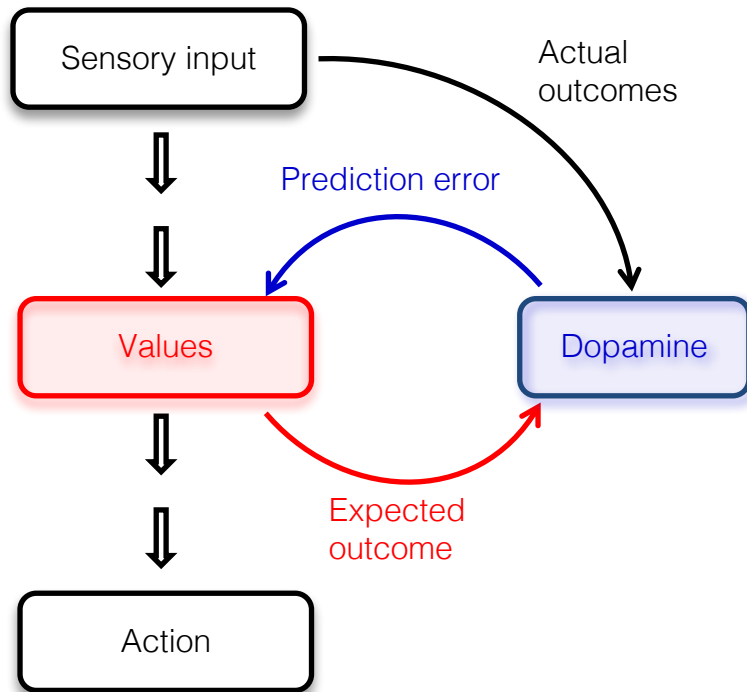 Sensory input
Actual
outcomes
Prediction error
Values
Dopamine
Expected
outcome
Action